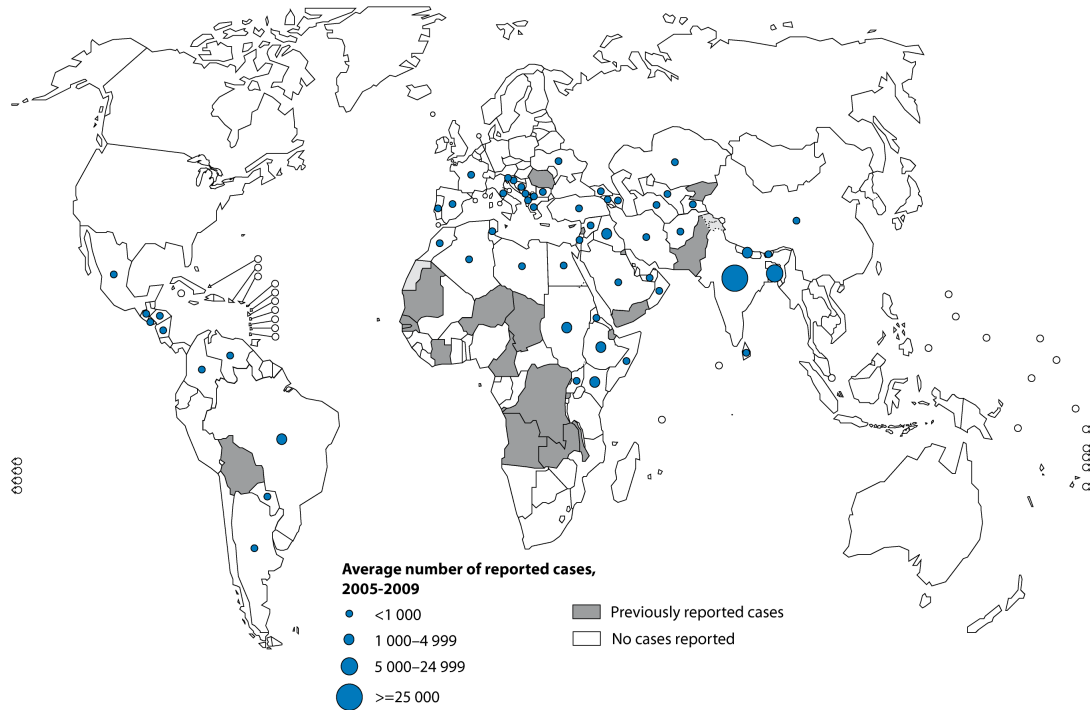 Average number of reported cases,
2005-2009
<1 000
1 000–4 999
5 000–24 999
>=25 000
Previously reported cases
No cases reported